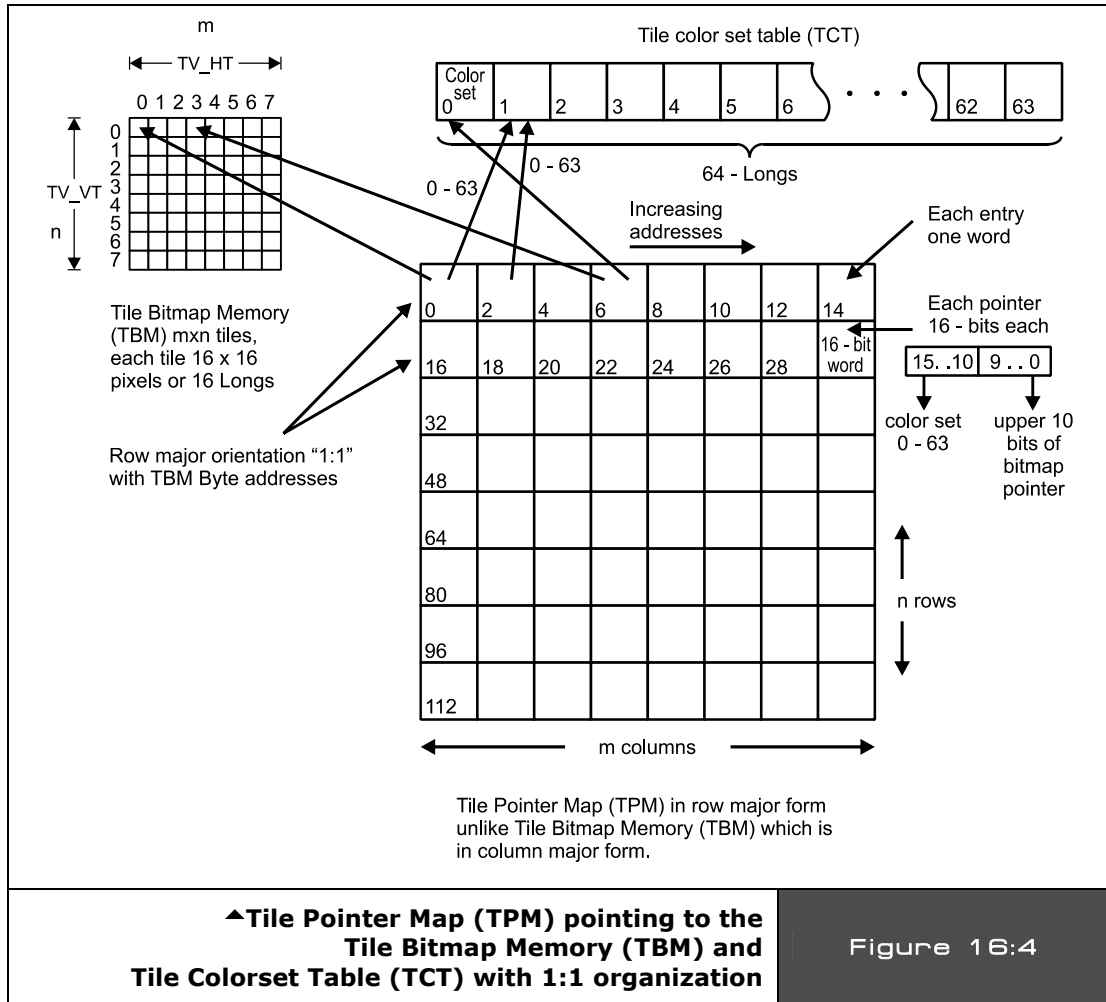 m
TV_HT
0 1 2 3 4 5 6 7
0
1
2
3
4
5
6
7
TV_VT
n
Tile Bitmap Memory
(TBM) mxn tiles,
each tile 16 x 16
pixels or 16 Longs
Row major orientation “1:1”
with TBM Byte addresses
Tile color set table (TCT)
Color
set
0 1 2 3 4 5 6 . . . 62 63
64 - Longs
0 - 63
0 - 63
Increasing
addresses
Each entry
one word
0 2 4 6 8 10 12 14
16 18 20 22 24 26 28
16 - bit
word
32
48
64
80
96
112
Each pointer
16 - bits each
15. .10 9 . . 0
color set
0 - 63
upper 10
bits of
bitmap
pointer
n rows
m columns
Tile Pointer Map (TPM) in row major form
unlike Tile Bitmap Memory (TBM) which is
in column major form.
Tile Pointer Map (TPM) pointing to the
Tile Bitmap Memory (TBM) and
Tile Colorset Table (TCT) with 1:1 organization
Figure 16:4